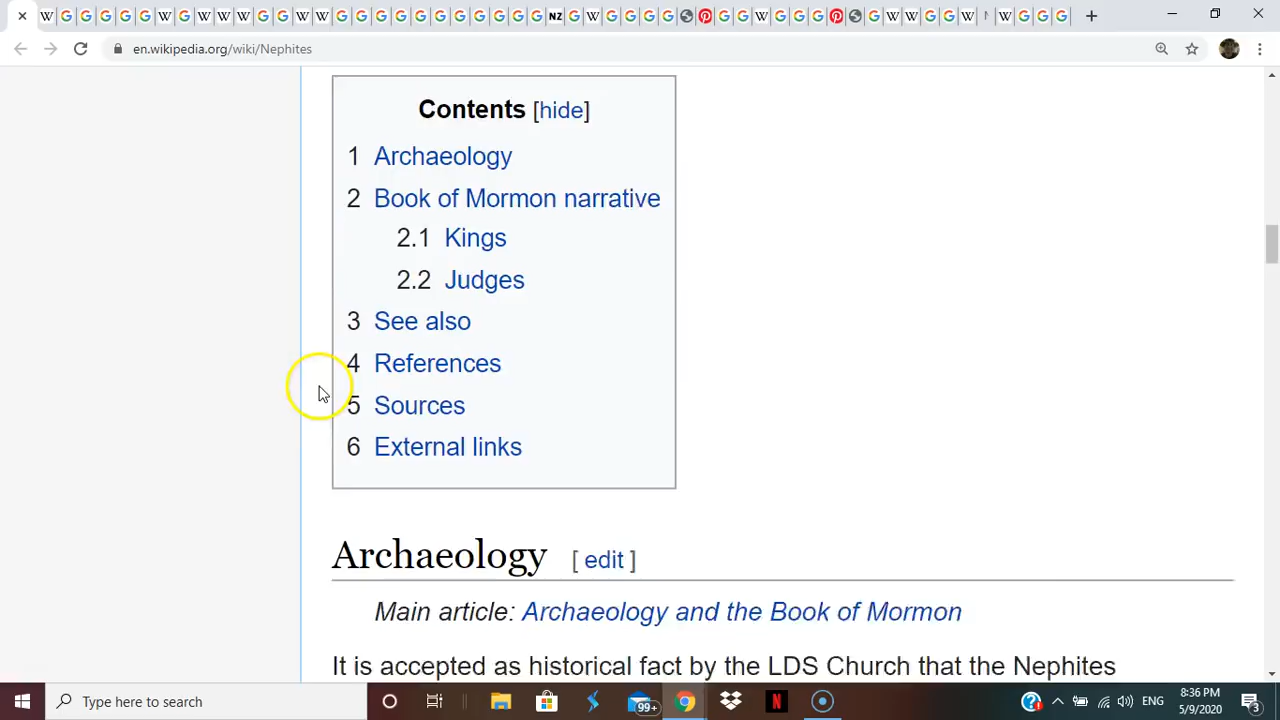 en.wikipedia.org/wiki/Nephites
Contents [hide]
1 Archaeology
2 Book of Mormon narrative
2.1 Kings
2.2 Judges
3 See also
4 References
5 Sources
6 External links
Archaeology [ edit ]
Main article: Archaeology and the Book of Mormon
It is accepted as historical fact by the LDS Church that the Nephites
Type here to search
99+
ENG
8:36 PM
5/9/2020
3